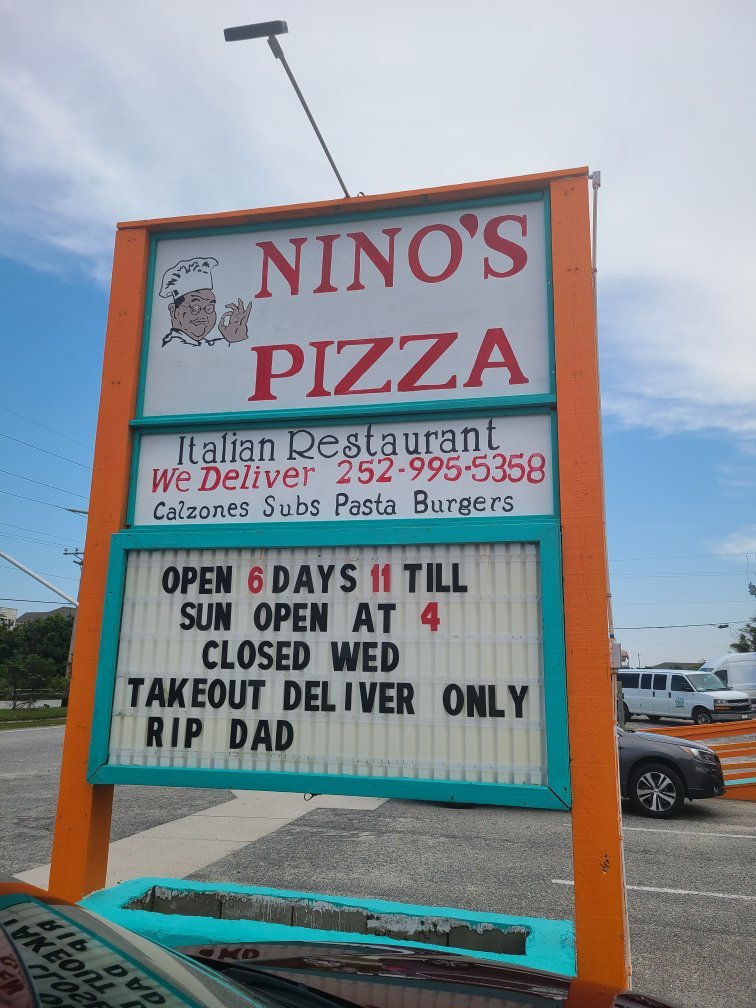 NINO'S
PIZZA
Italian Restaurant
We Deliver 252-995-5358
Calzones Subs Pasta Burgers
OPEN 6 DAYS 11 TILL
SUN OPEN AT 4
CLOSED WED
TAKEOUT DELIVER ONLY
RIP DAD